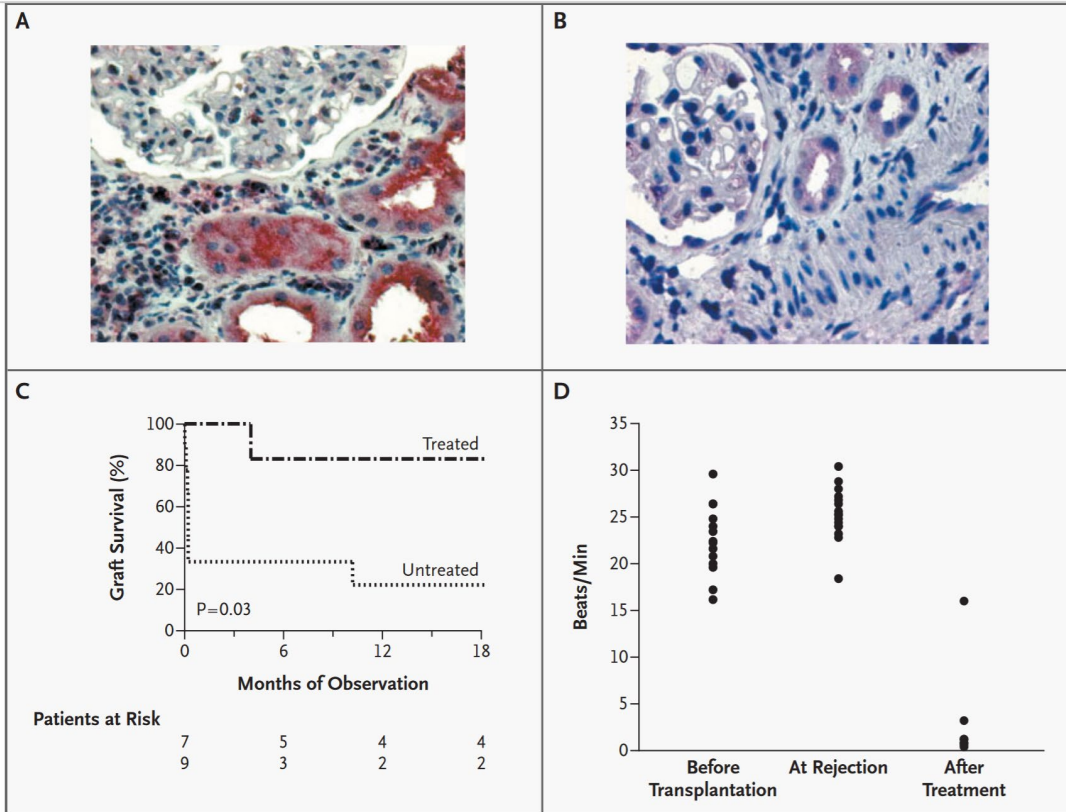 A
B
C
100
80
60
40
20
0
Graft Survival (%)
Treated
Untreated
P=0.03
0 6 12 18
Months of Observation
Patients at Risk
7 5 4 4
9 3 2 2
D
35
30
25
20
15
10
5
0
Beats/Min
Before
Transplantation
At Rejection
After
Treatment